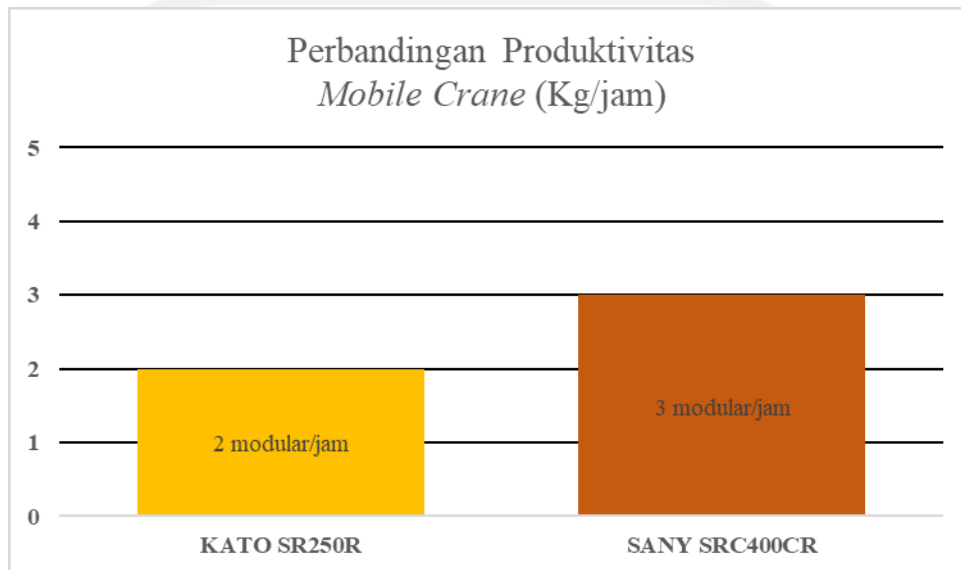 Perbandingan Produktivitas
Mobile Crane (Kg/jam)
5
4
3
2
1
0
2 modular/jam
3 modular/jam
KATO SR250R
SANY SRC400CR